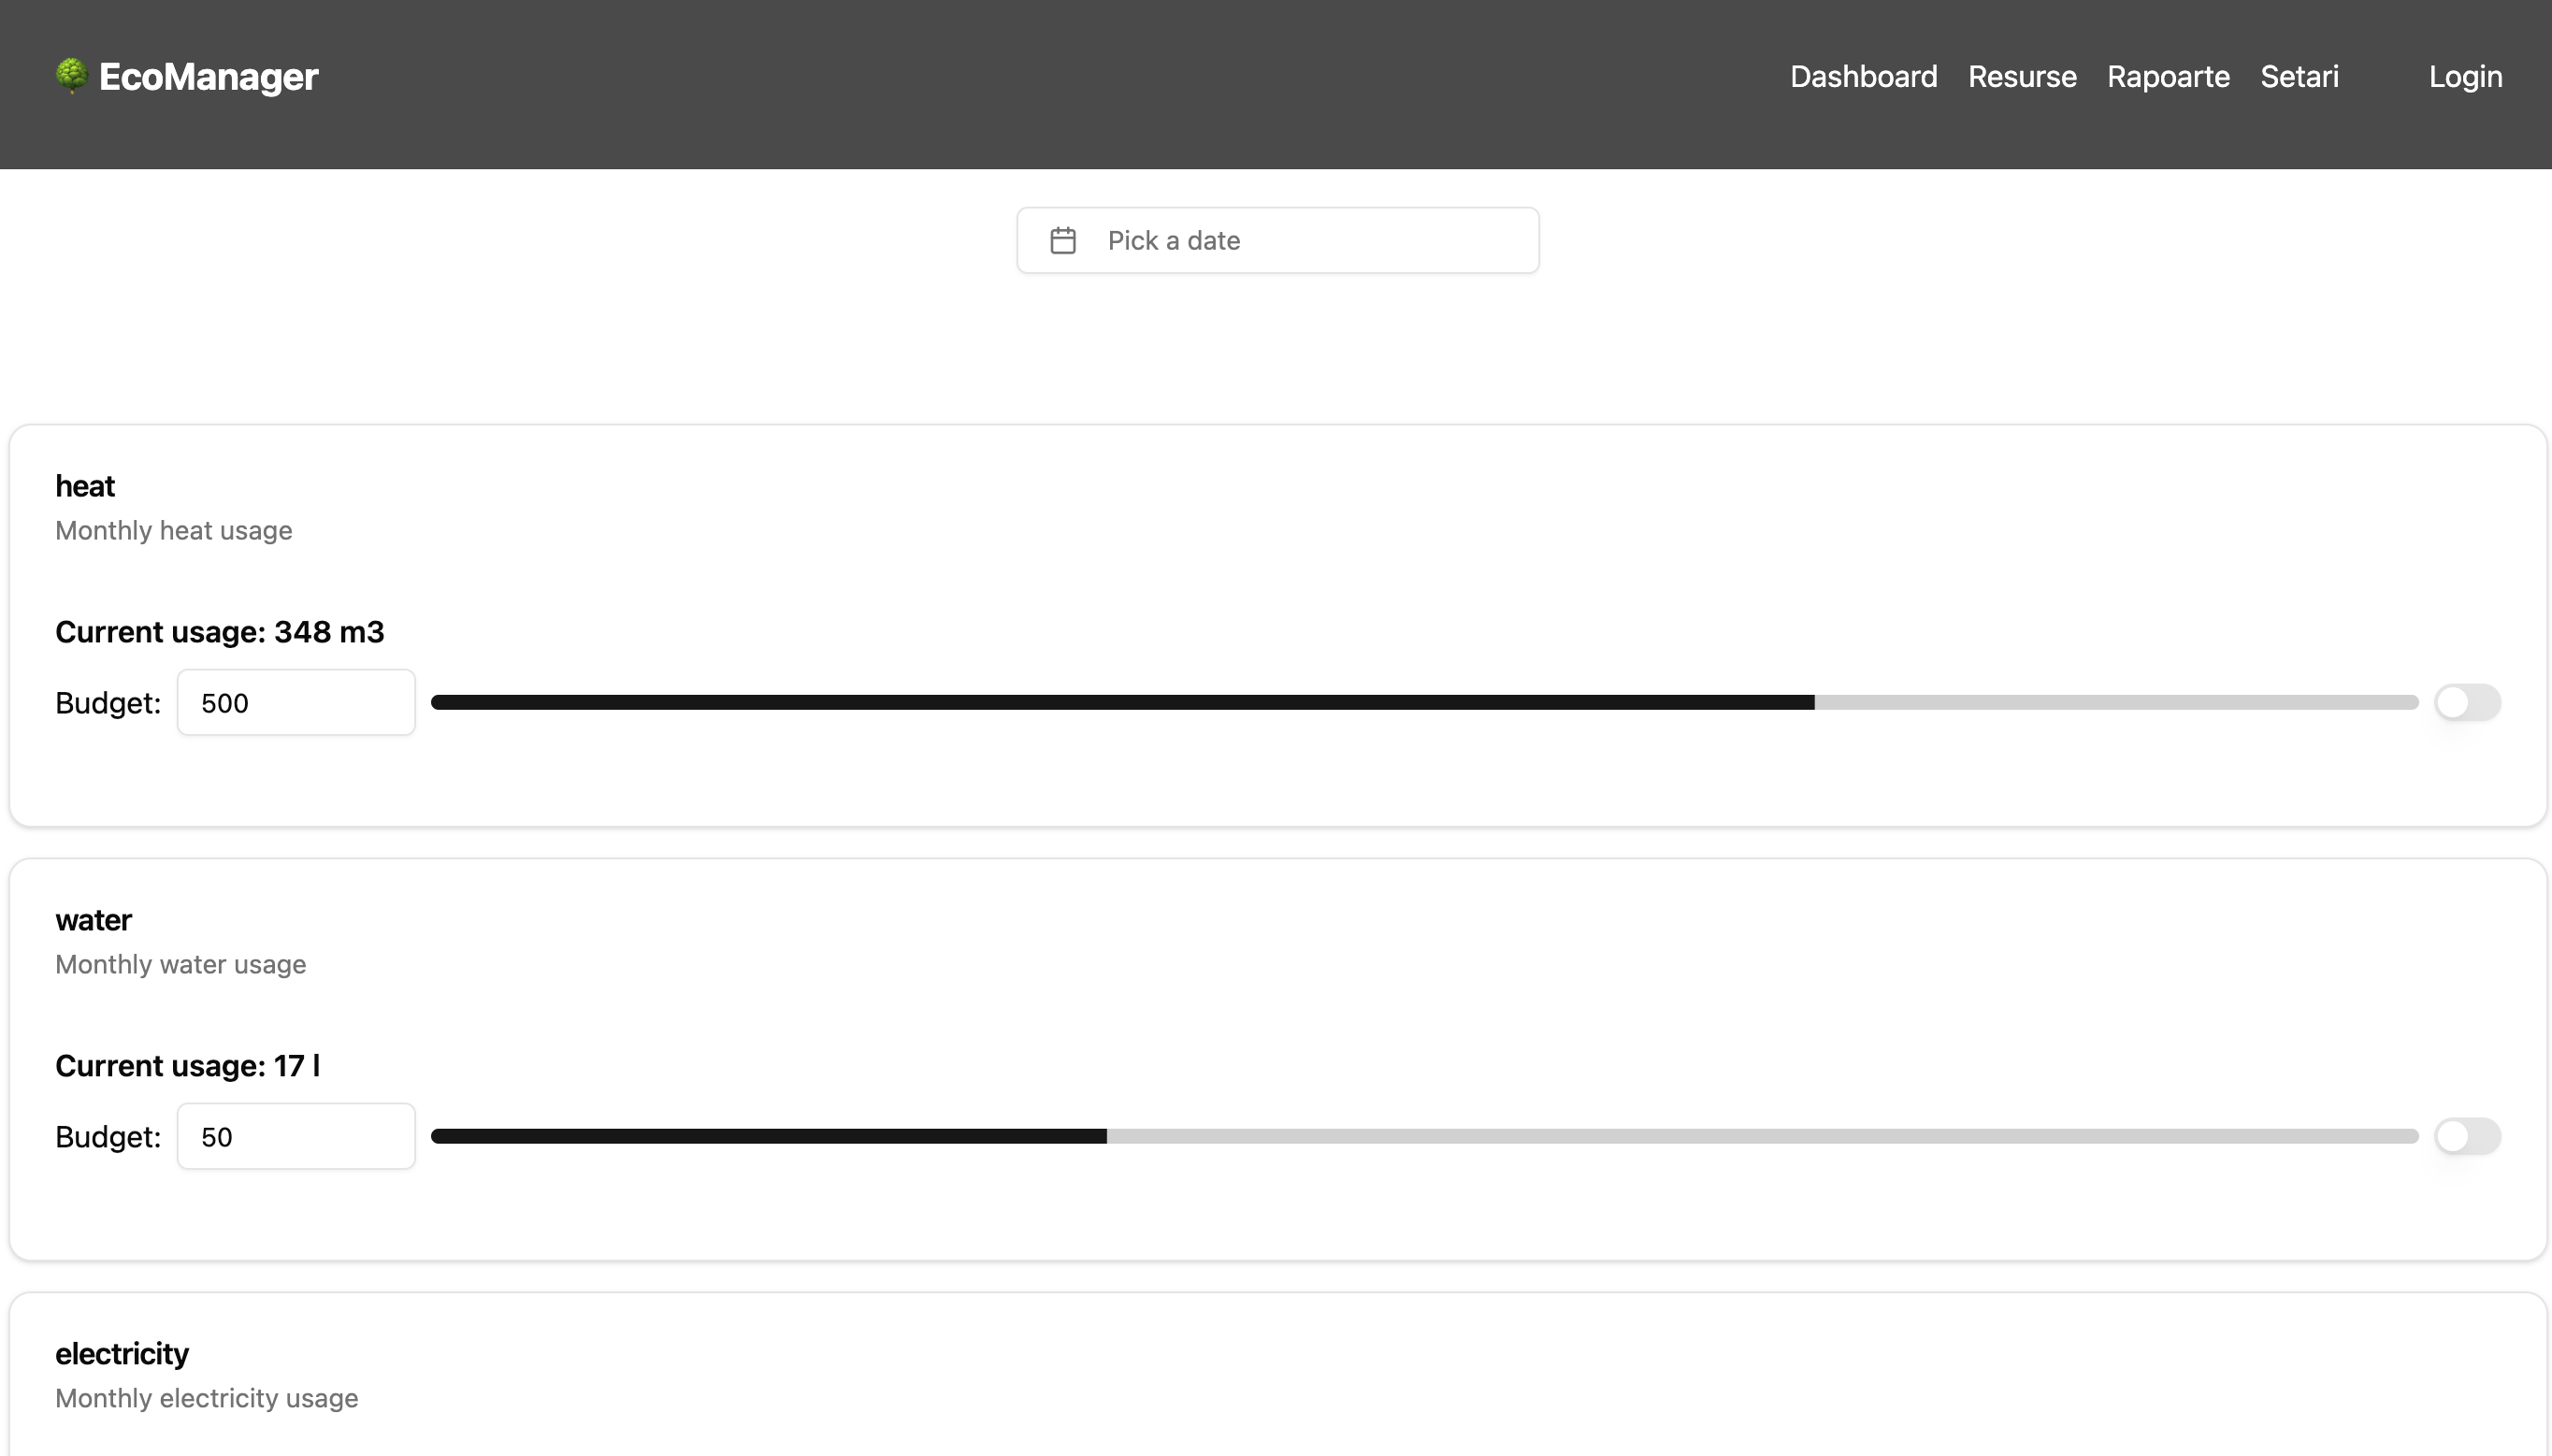 EcoManager
Dashboard Resurse Rapoarte Setari Login
Pick a date
heat
Monthly heat usage
Current usage: 348 m3
Budget: 500
water
Monthly water usage
Current usage: 17 l
Budget: 50
electricity
Monthly electricity usage